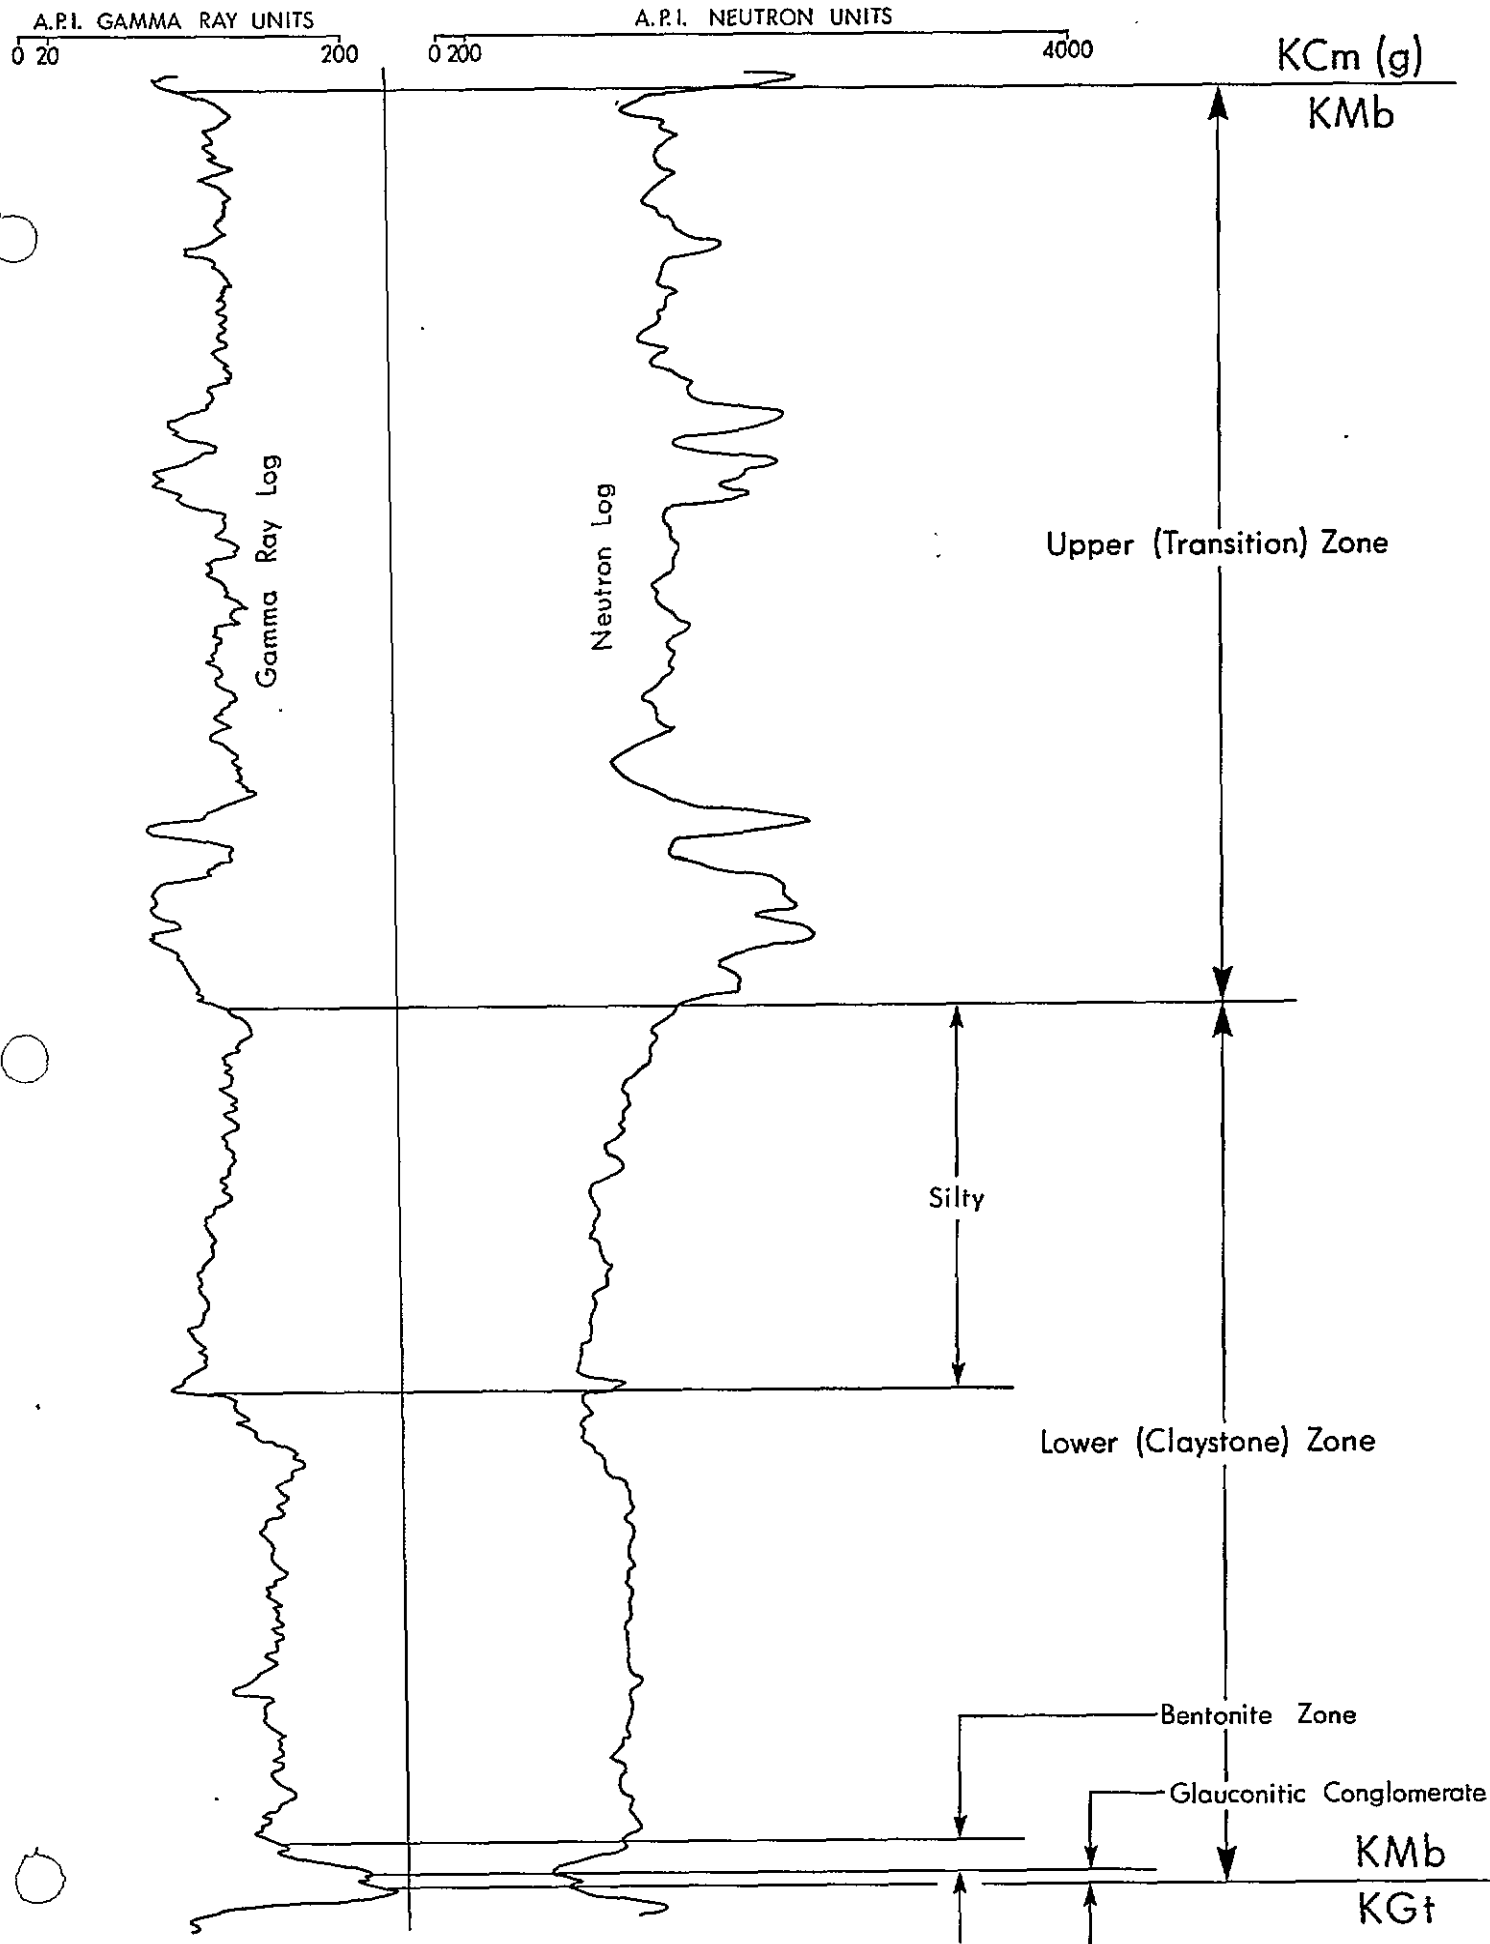 A.P.I. GAMMA RAY UNITS
A.P.I. NEUTRON UNITS
0 20 200
0 200 4000
KCm (g)
KMb
Gamma Ray Log
Neutron Log
Upper (Transition) Zone
Silty
Lower (Claystone) Zone
Bentonite Zone
Glauconitic Conglomerate
KMb
KGt